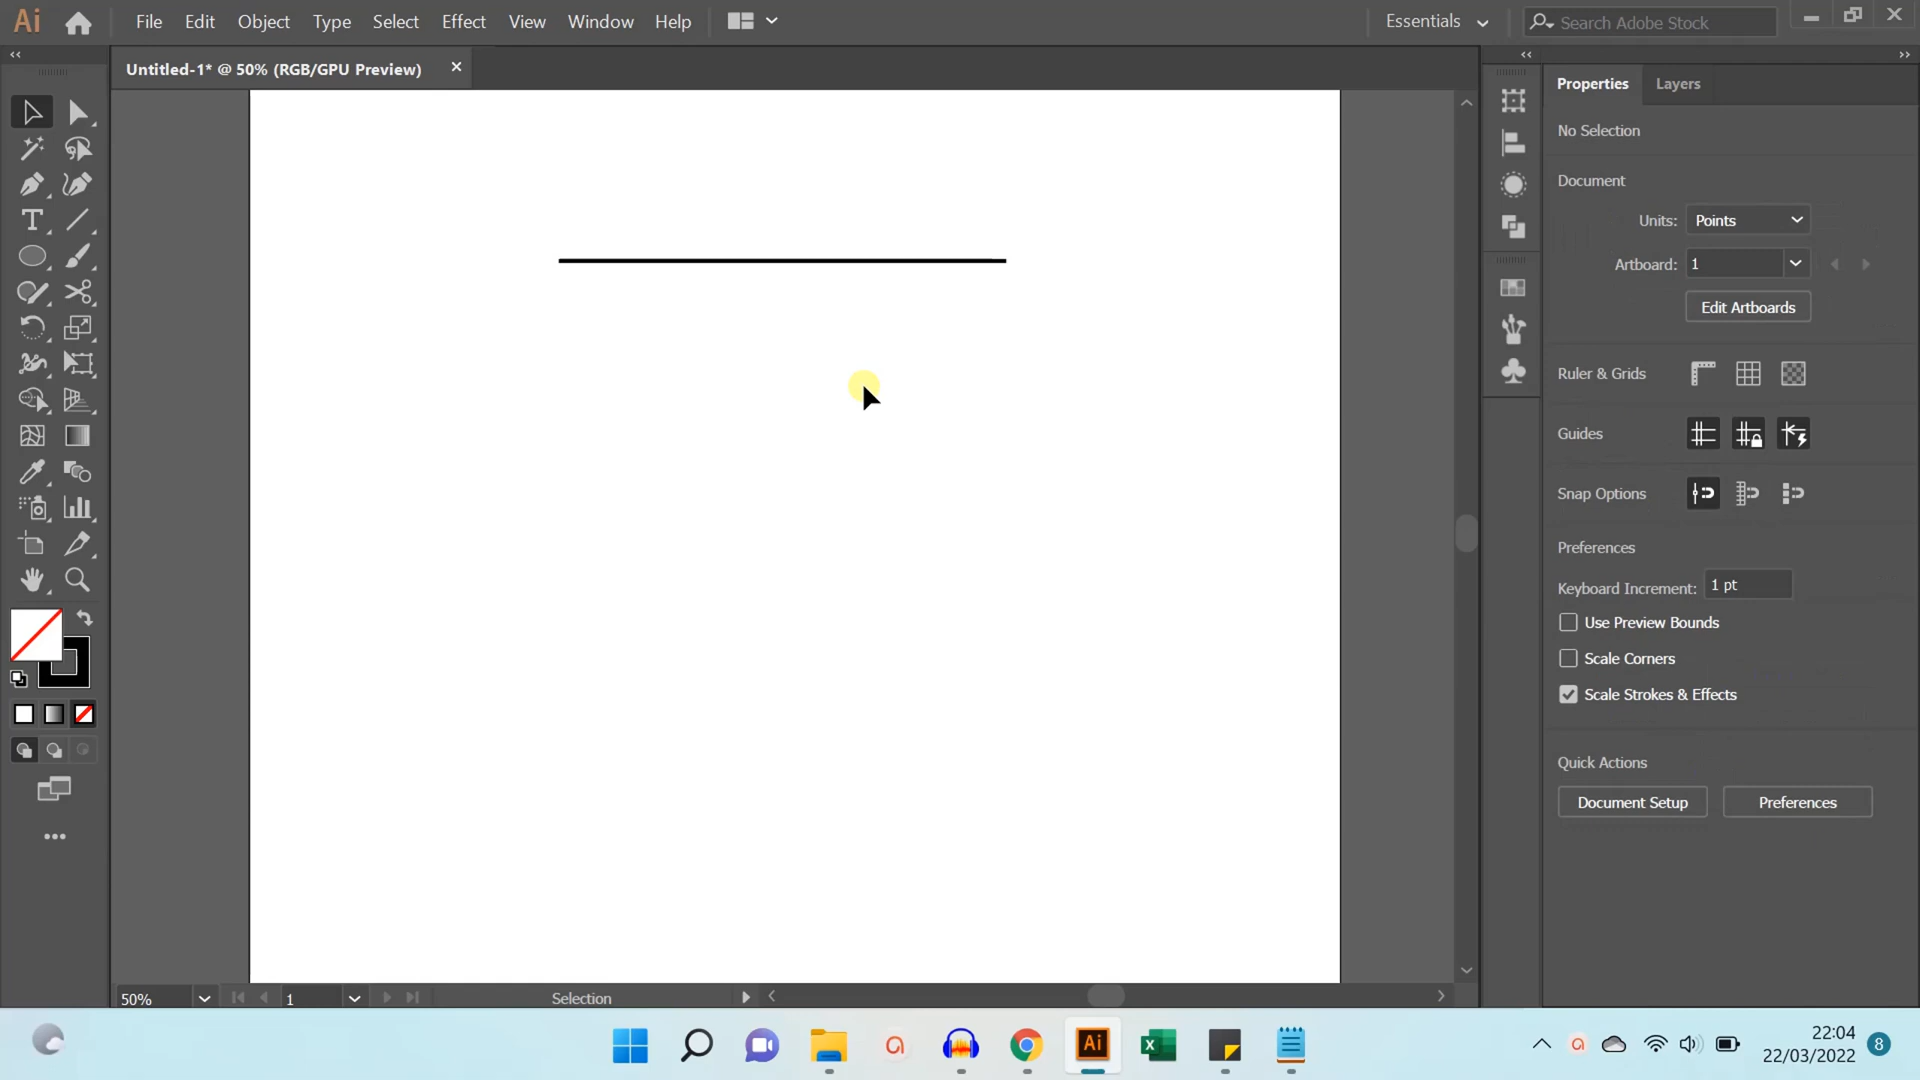 Ai File Edit Object Type Select Effect View Window Help Essentials Search Adobe Stock
Untitled-1* @ 50% (RGB/GPU Preview)
Properties Layers
No Selection
Document
Units: Points
Artboard: 1
Edit Artboards
Ruler & Grids
Guides
Snap Options
Preferences
Keyboard Increment: 1 pt
Use Preview Bounds
Scale Corners
Scale Strokes & Effects
Quick Actions
Document Setup Preferences
50% 1 Selection
Ai
22:04
22/03/2022 8